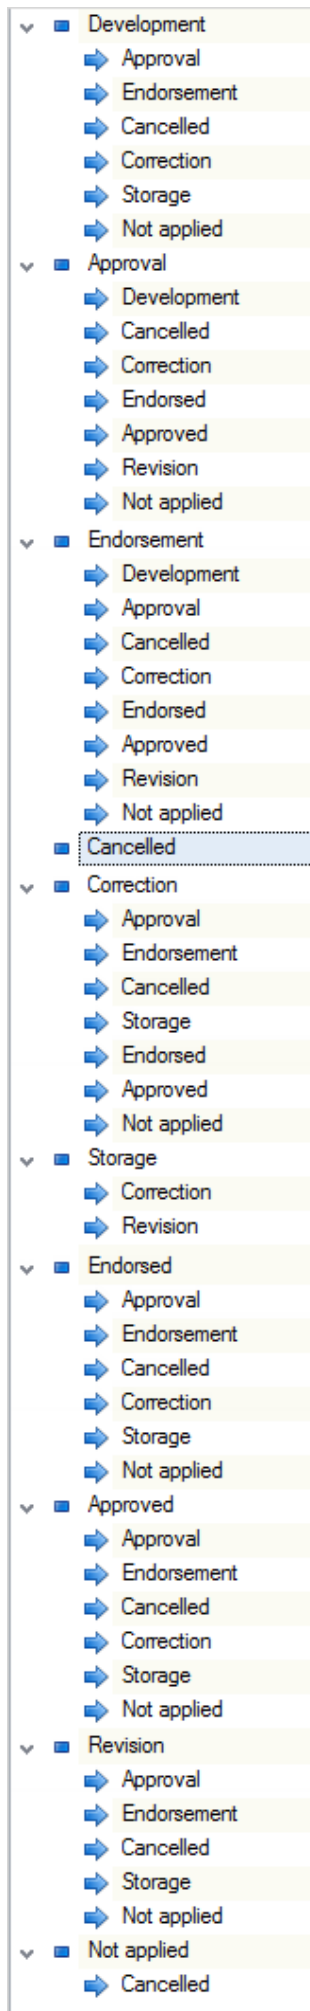 Development
Approval
Endorsement
Cancelled
Correction
Storage
Not applied
Approval
Development
Cancelled
Correction
Endorsed
Approved
Revision
Not applied
Endorsement
Development
Approval
Cancelled
Correction
Endorsed
Approved
Revision
Not applied
Cancelled
Correction
Approval
Endorsement
Cancelled
Storage
Endorsed
Approved
Not applied
Storage
Correction
Revision
Endorsed
Approval
Endorsement
Cancelled
Correction
Storage
Not applied
Approved
Approval
Endorsement
Cancelled
Correction
Storage
Not applied
Revision
Approval
Endorsement
Cancelled
Storage
Not applied
Not applied
Cancelled